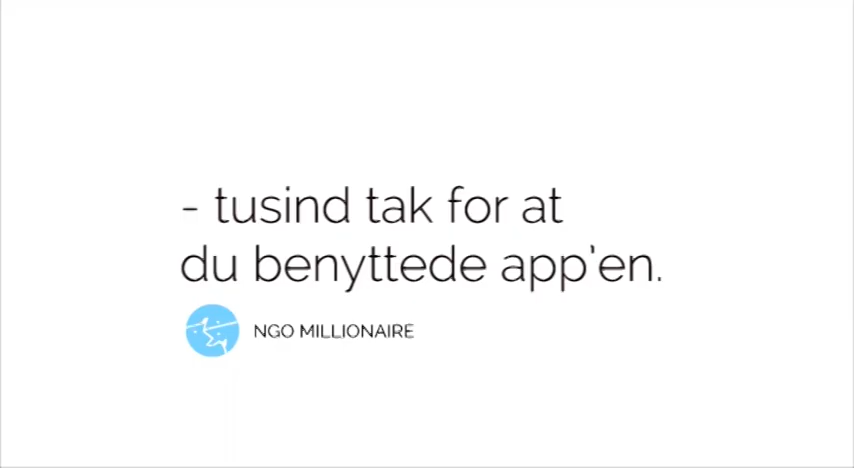 - tusind tak for at
du benyttede app'en.
NGO MILLIONAIRE